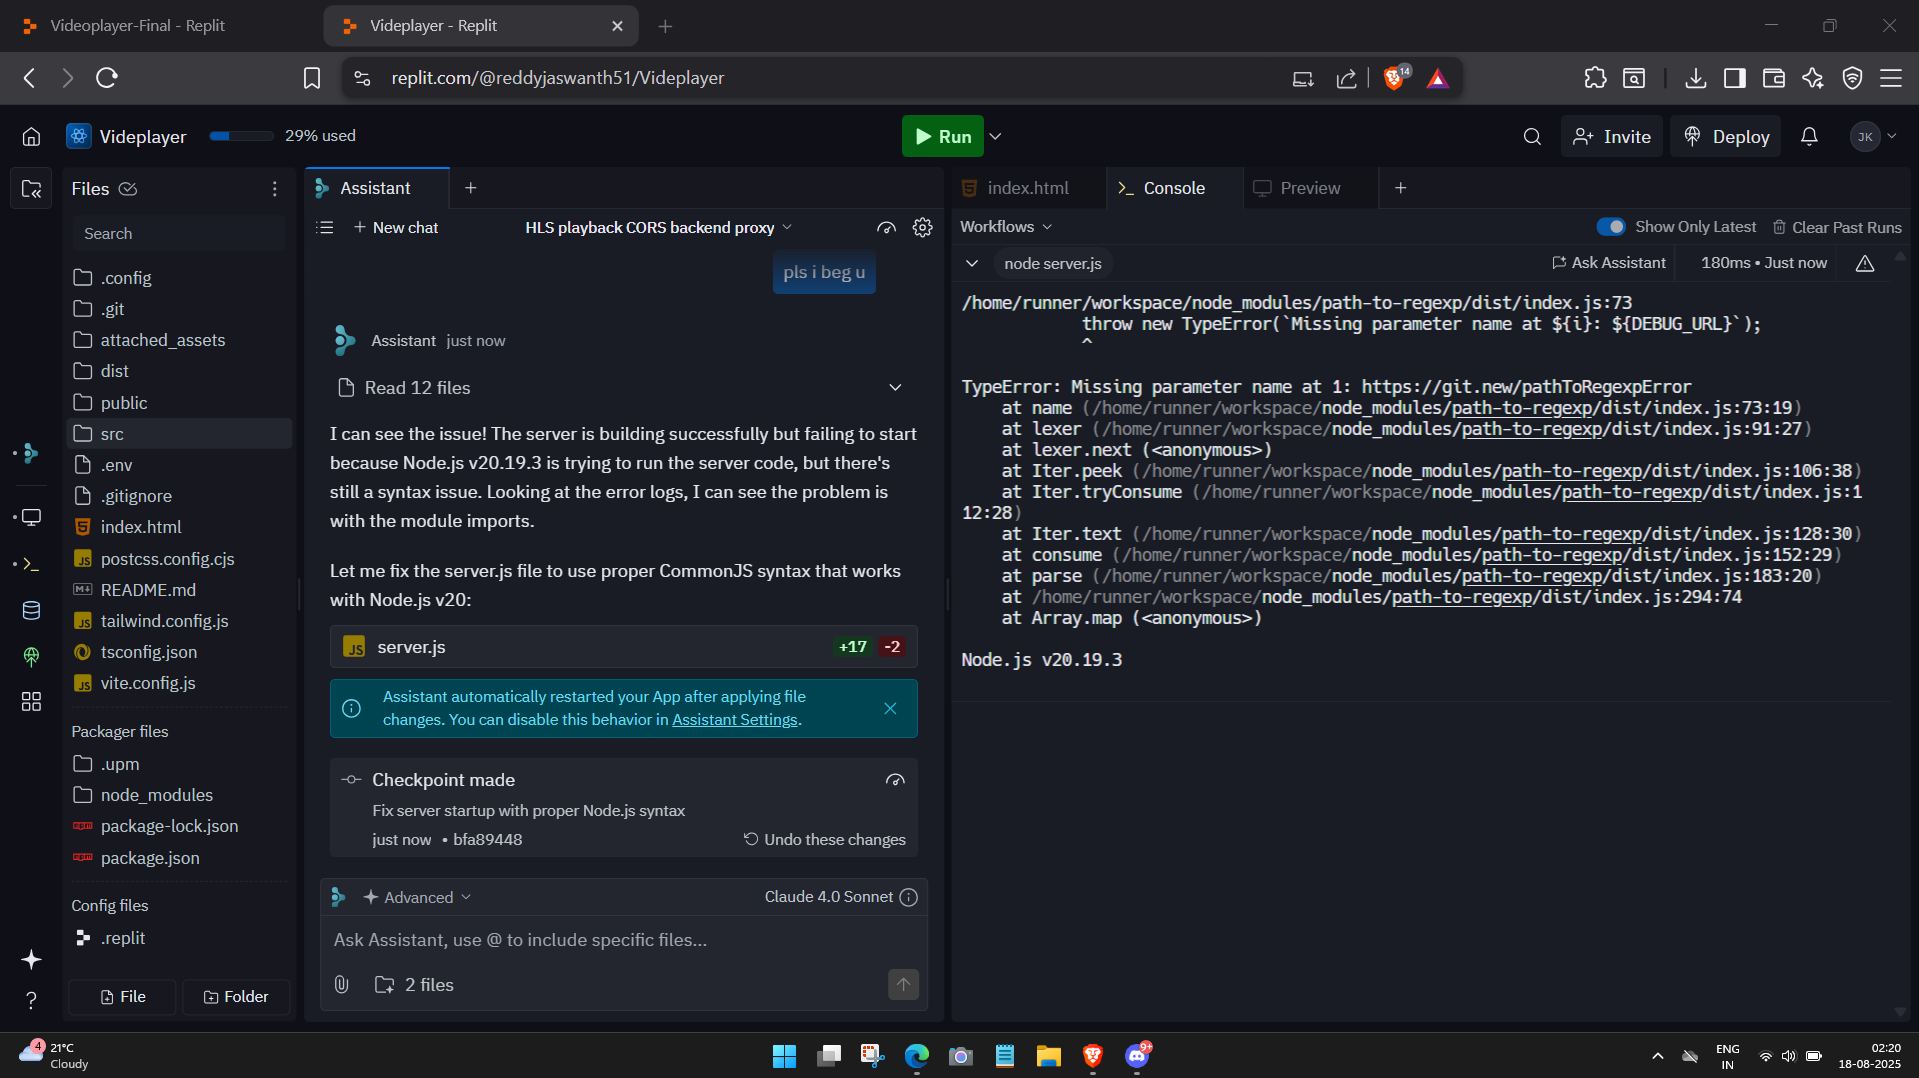 Videoplayer-Final - Replit
Videplayer - Replit
replit.com/@reddyjaswanth51/Videplayer
14
Videplayer
29% used
Run
Invite
Deploy
JK
Files
Search
.config
.git
attached_assets
dist
public
src
.env
.gitignore
index.html
postcss.config.cjs
README.md
tailwind.config.js
tsconfig.json
vite.config.js
Packager files
.upm
node_modules
package-lock.json
package.json
Config files
.replit
File
Folder
Assistant
New chat
HLS playback CORS backend proxy
pls i beg u
Assistant just now
Read 12 files
I can see the issue! The server is building successfully but failing to start
because Node.js v20.19.3 is trying to run the server code, but there's
still a syntax issue. Looking at the error logs, I can see the problem is
with the module imports.
Let me fix the server.js file to use proper CommonJS syntax that works
with Node.js v20:
JS server.js +17 -2
Assistant automatically restarted your App after applying file
changes. You can disable this behavior in Assistant Settings.
Checkpoint made
Fix server startup with proper Node.js syntax
just now • bfa89448
Undo these changes
Advanced
Claude 4.0 Sonnet
Ask Assistant, use @ to include specific files...
2 files
index.html
Console
Preview
Workflows
Show Only Latest
Clear Past Runs
node server.js
Ask Assistant
180ms • Just now
/home/runner/workspace/node_modules/path-to-regexp/dist/index.js:73
throw new TypeError(`Missing parameter name at ${i}: ${DEBUG_URL}`);
^
TypeError: Missing parameter name at 1: https://git.new/pathToRegexpError
at name (/home/runner/workspace/node_modules/path-to-regexp/dist/index.js:73:19)
at lexer (/home/runner/workspace/node_modules/path-to-regexp/dist/index.js:91:27)
at lexer.next (<anonymous>)
at Iter.peek (/home/runner/workspace/node_modules/path-to-regexp/dist/index.js:106:38)
at Iter.tryConsume (/home/runner/workspace/node_modules/path-to-regexp/dist/index.js:1
12:28)
at Iter.text (/home/runner/workspace/node_modules/path-to-regexp/dist/index.js:128:30)
at consume (/home/runner/workspace/node_modules/path-to-regexp/dist/index.js:152:29)
at parse (/home/runner/workspace/node_modules/path-to-regexp/dist/index.js:183:20)
at /home/runner/workspace/node_modules/path-to-regexp/dist/index.js:294:74
at Array.map (<anonymous>)
Node.js v20.19.3
4
21°C
Cloudy
9+
ENG
IN
02:20
18-08-2025